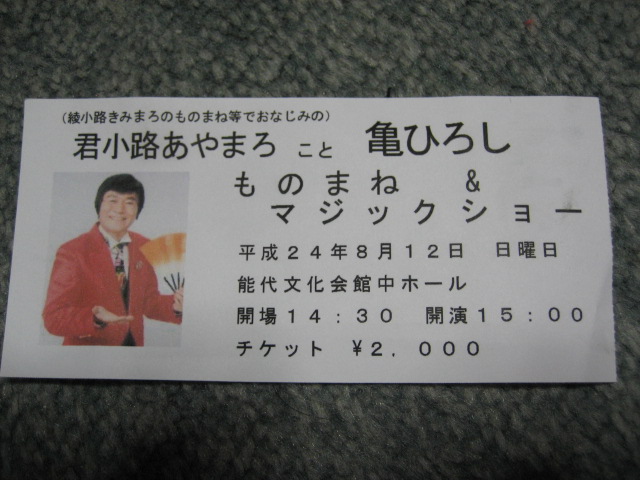 （綾小路きみまろのものまね等でおなじみの）
君小路あやまろ こと 亀ひろし
ものまね ＆
マジックショー
平成２４年８月１２日 日曜日
能代文化会館中ホール
開場１４：３０ 開演１５：００
チケット ￥２，０００